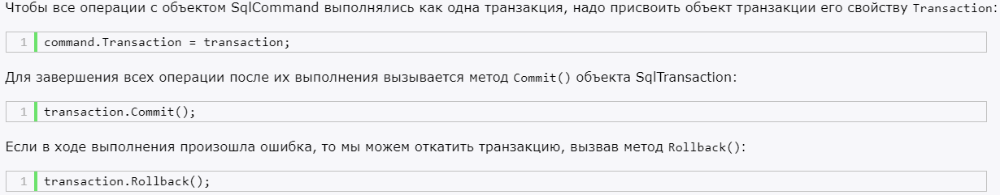 Чтобы все операции с объектом SqlCommand выполнялись как одна транзакция, надо присвоить объект транзакции его свойству Transaction:
1 command.Transaction = transaction;
Для завершения всех операции после их выполнения вызывается метод Commit() объекта SqlTransaction:
1 transaction.Commit();
Если в ходе выполнения произошла ошибка, то мы можем откатить транзакцию, вызвав метод Rollback():
1 transaction.Rollback();